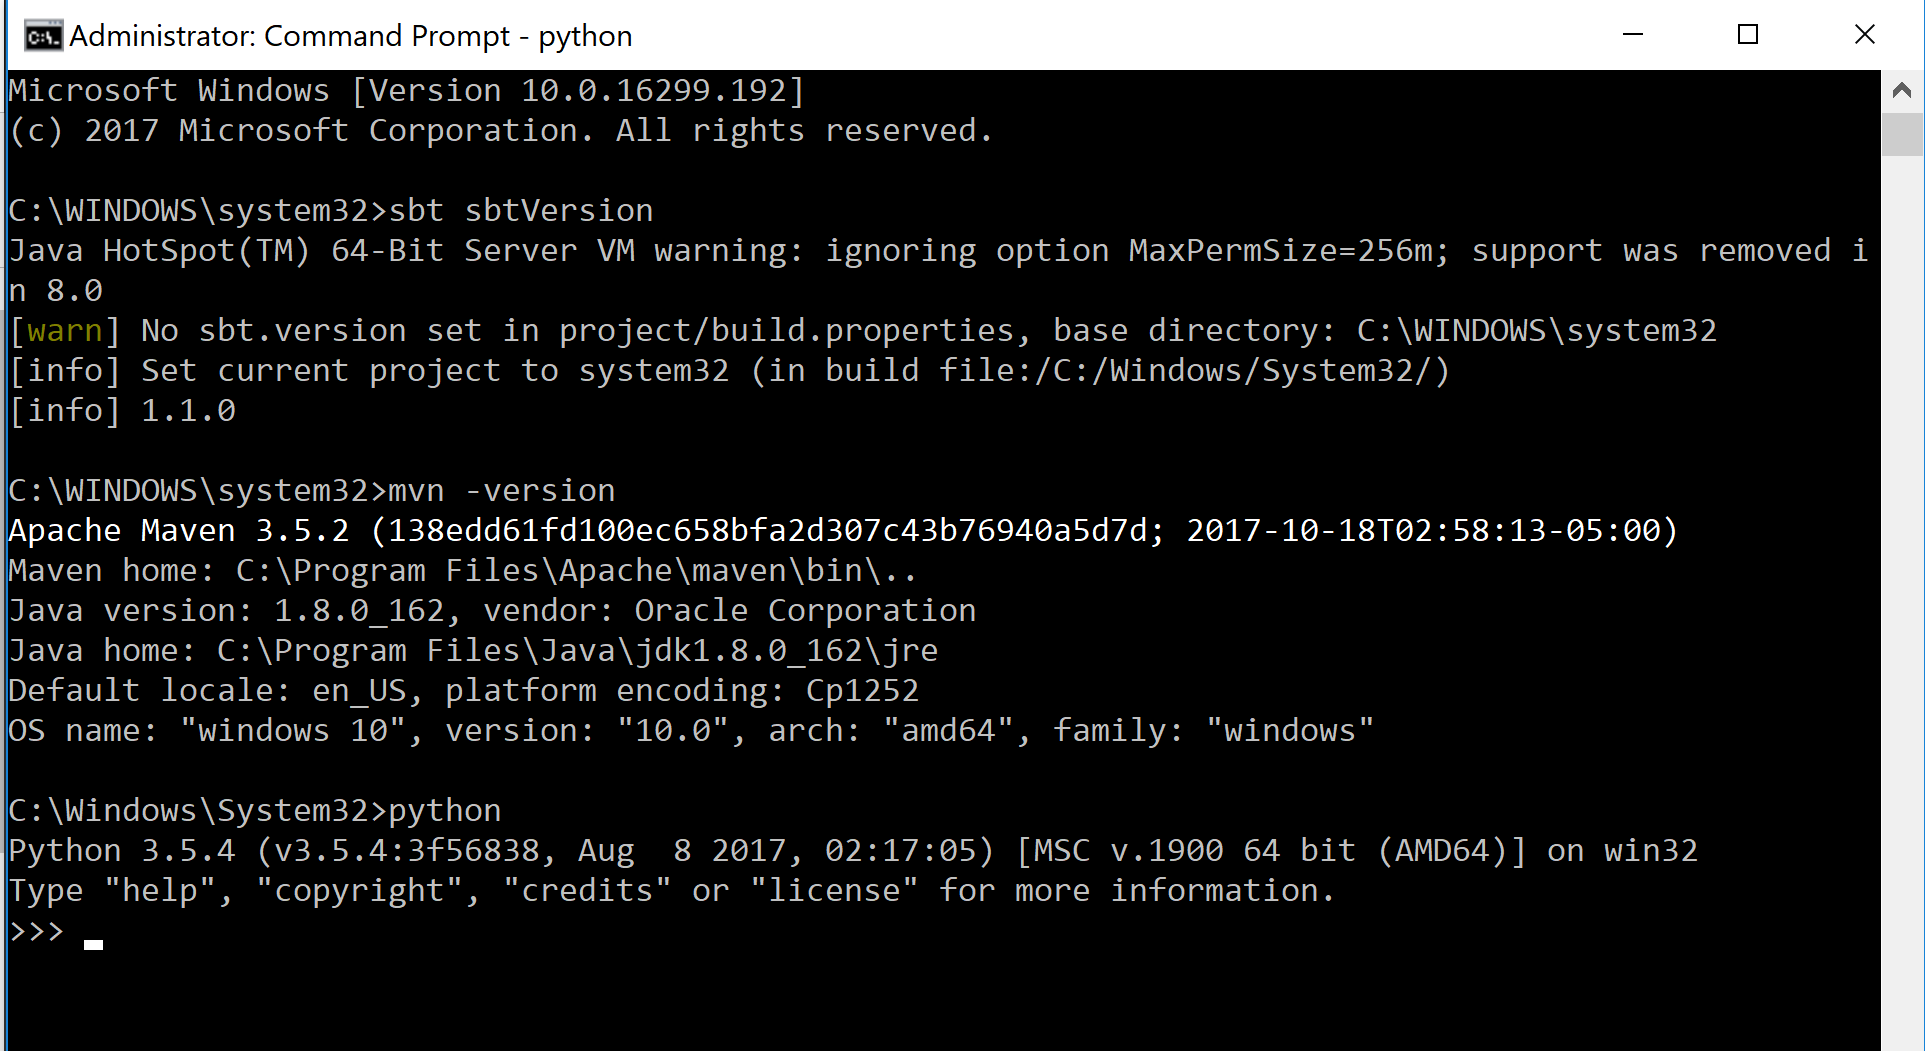 Administrator: Command Prompt - python
Microsoft Windows [Version 10.0.16299.192]
(c) 2017 Microsoft Corporation. All rights reserved.
C:\WINDOWS\system32>sbt sbtVersion
Java HotSpot(TM) 64-Bit Server VM warning: ignoring option MaxPermSize=256m; support was removed i
n 8.0
[warn] No sbt.version set in project/build.properties, base directory: C:\WINDOWS\system32
[info] Set current project to system32 (in build file:/C:/Windows/System32/)
[info] 1.1.0
C:\WINDOWS\system32>mvn -version
Apache Maven 3.5.2 (138edd61fd100ec658bfa2d307c43b76940a5d7d; 2017-10-18T02:58:13-05:00)
Maven home: C:\Program Files\Apache\maven\bin\..
Java version: 1.8.0_162, vendor: Oracle Corporation
Java home: C:\Program Files\Java\jdk1.8.0_162\jre
Default locale: en_US, platform encoding: Cp1252
OS name: "windows 10", version: "10.0", arch: "amd64", family: "windows"
C:\Windows\System32>python
Python 3.5.4 (v3.5.4:3f56838, Aug  8 2017, 02:17:05) [MSC v.1900 64 bit (AMD64)] on win32
Type "help", "copyright", "credits" or "license" for more information.
>>>